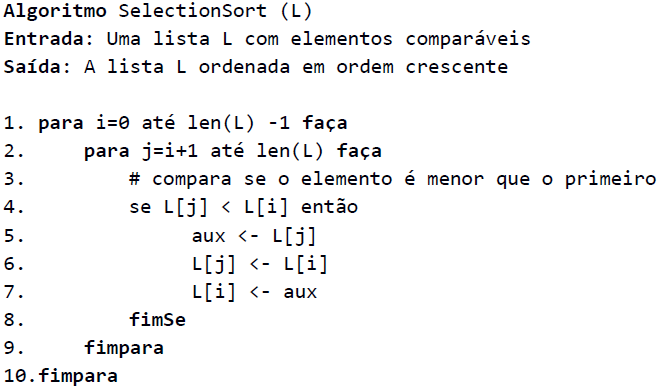 Algoritmo SelectionSort (L)
Entrada: Uma lista L com elementos comparáveis
Saída: A lista L ordenada em ordem crescente
1. para i=0 até len(L) -1 faça
2. para j=i+1 até len(L) faça
3. # compara se o elemento é menor que o primeiro
4. se L[j] < L[i] então
5. aux <- L[j]
6. L[j] <- L[i]
7. L[i] <- aux
8. fimSe
9. fimpara
10.fimpara